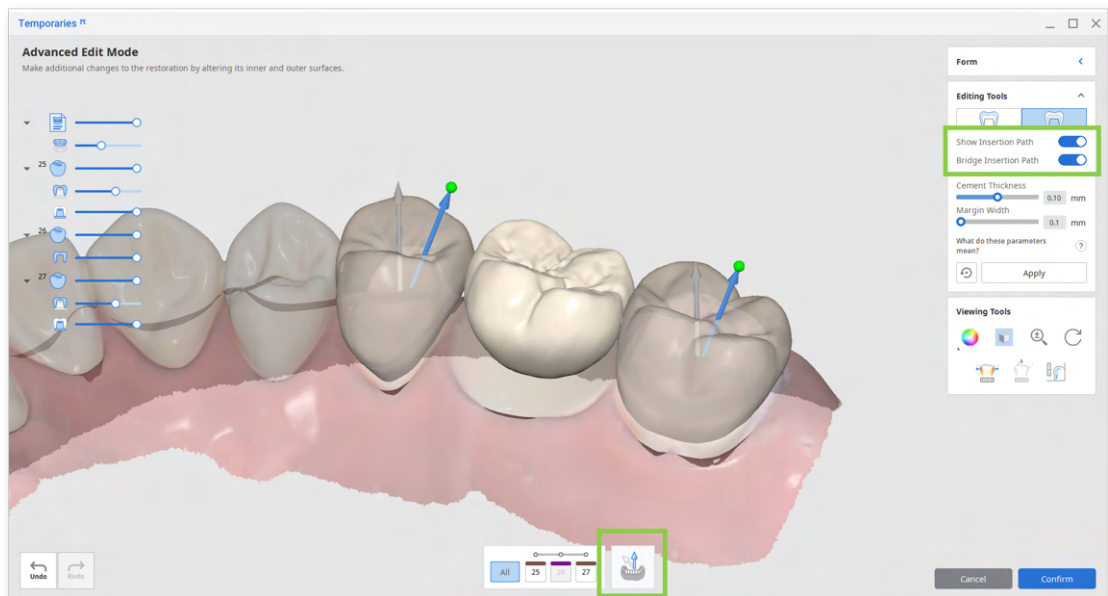 Temporaries
Advanced Edit Mode
Make additional changes to the restoration by altering its inner and outer surfaces.
25
26
27
Form
Editing Tools
Show Insertion Path
Bridge Insertion Path
Cement Thickness
0.10 mm
Margin Width
0.1 mm
What do these parameters
mean?
?
Apply
Viewing Tools
Undo
Redo
All
25
26
27
Cancel
Confirm